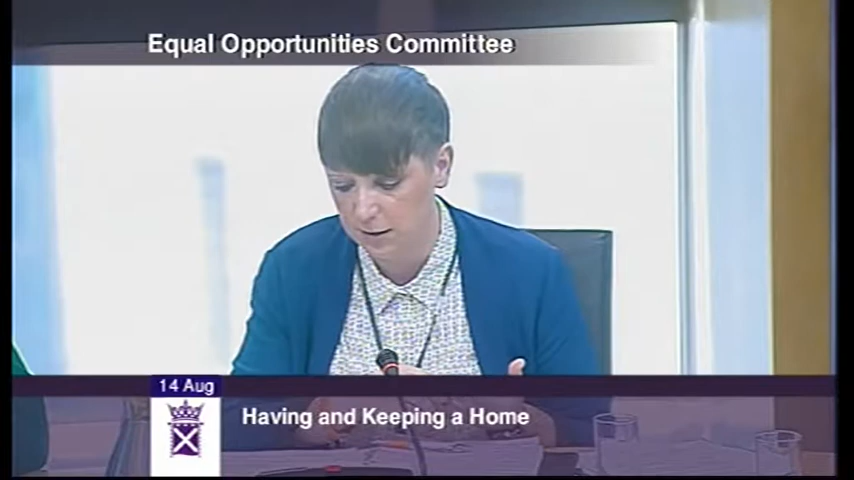 Equal Opportunities Committee
14 Aug
Having and Keeping a Home